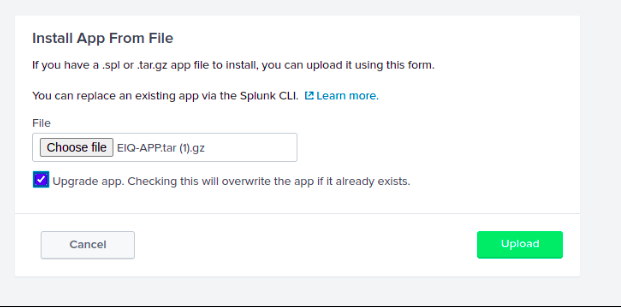 Install App From File
If you have a .spl or .tar.gz app file to install, you can upload it using this form.
You can replace an existing app via the Splunk CLI. Learn more.
File
Choose file EIQ-APP.tar (1).gz
Upgrade app. Checking this will overwrite the app if it already exists.
Cancel Upload